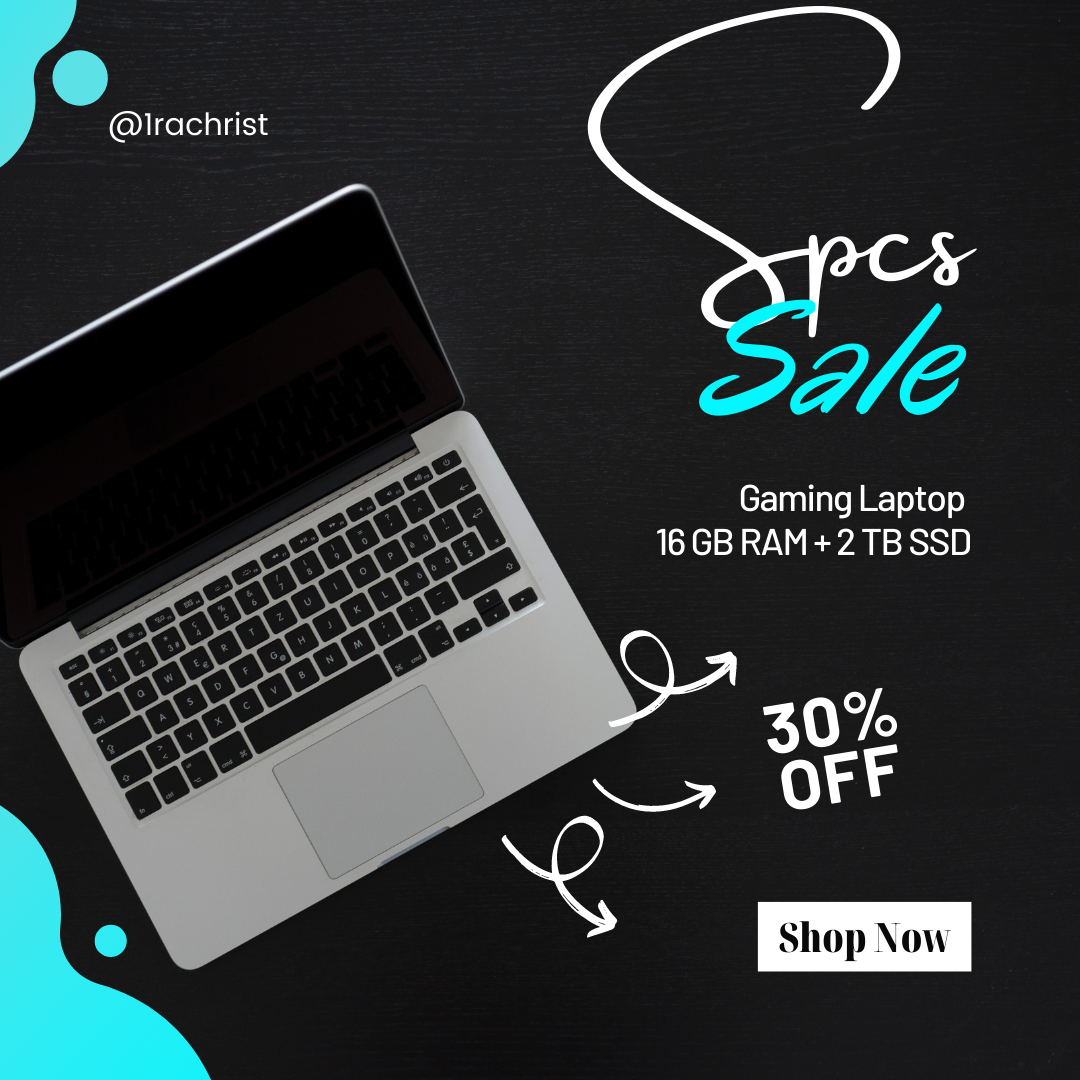 @1rachrist
Spcs
Sale
Gaming Laptop
16 GB RAM + 2 TB SSD
30%
OFF
Shop Now